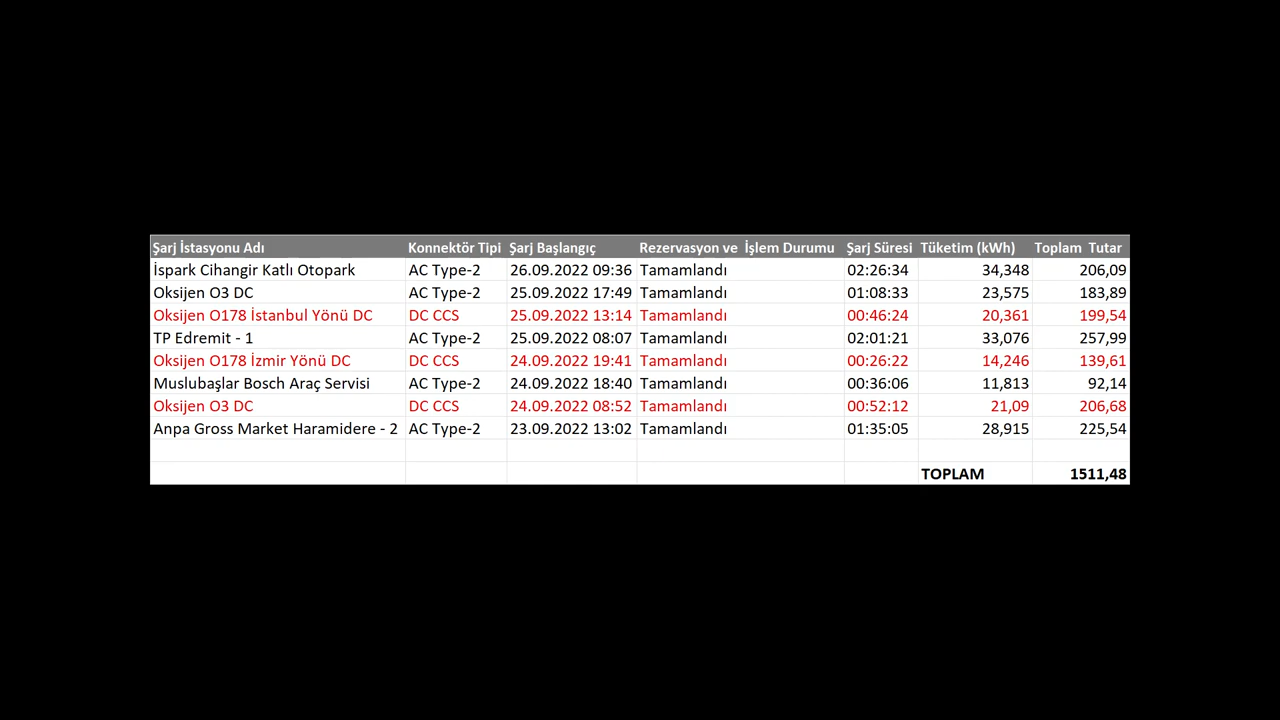 Şarj İstasyonu Adı Konnektör Tipi Şarj Başlangıç Rezervasyon ve İşlem Durumu Şarj Süresi Tüketim (kWh) Toplam Tutar
İspark Cihangir Katlı Otopark AC Type-2 26.09.2022 09:36 Tamamlandı 02:26:34 34,348 206,09
Oksijen O3 DC AC Type-2 25.09.2022 17:49 Tamamlandı 01:08:33 23,575 183,89
Oksijen O178 İstanbul Yönü DC DC CCS 25.09.2022 13:14 Tamamlandı 00:46:24 20,361 199,54
TP Edremit - 1 AC Type-2 25.09.2022 08:07 Tamamlandı 02:01:21 33,076 257,99
Oksijen O178 İzmir Yönü DC DC CCS 24.09.2022 19:41 Tamamlandı 00:26:22 14,246 139,61
Muslubaşlar Bosch Araç Servisi AC Type-2 24.09.2022 18:40 Tamamlandı 00:36:06 11,813 92,14
Oksijen O3 DC DC CCS 24.09.2022 08:52 Tamamlandı 00:52:12 21,09 206,68
Anpa Gross Market Haramidere - 2 AC Type-2 23.09.2022 13:02 Tamamlandı 01:35:05 28,915 225,54
TOPLAM 1511,48